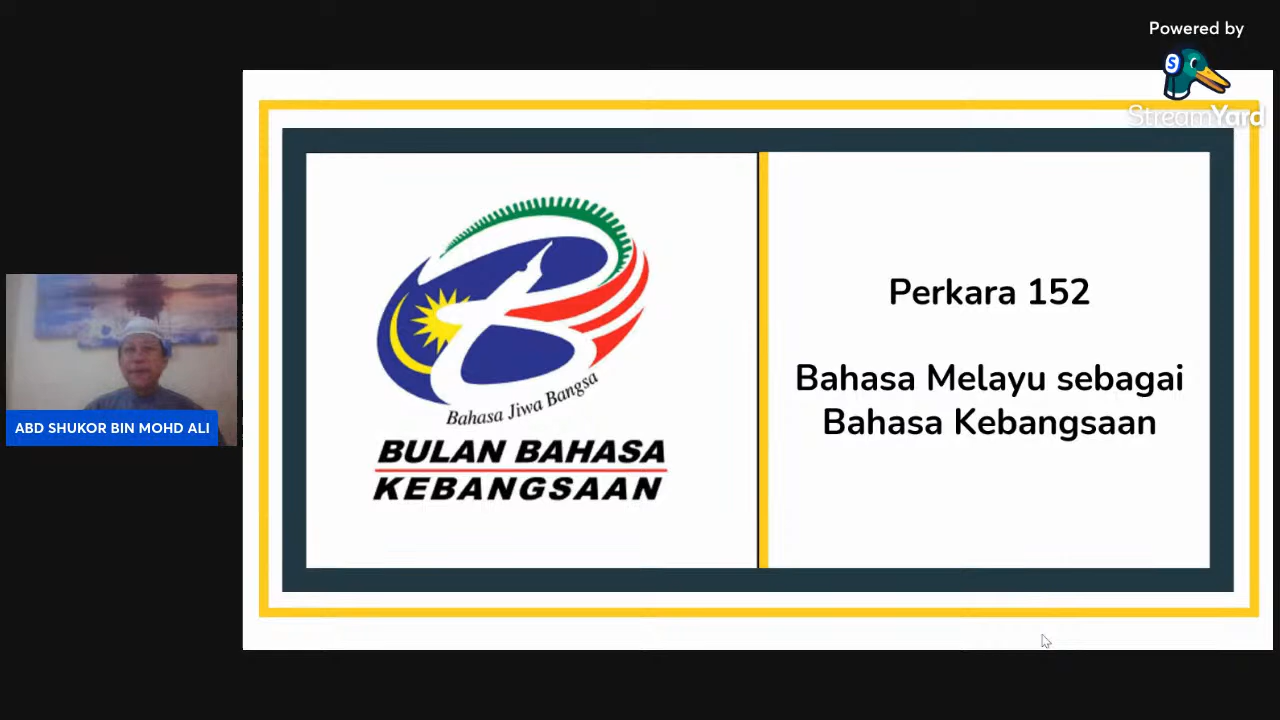 Powered by
S
StreamYard
Bahasa Jiwa Bangsa
BULAN BAHASA
KEBANGSAAN
Perkara 152
Bahasa Melayu sebagai
Bahasa Kebangsaan
ABD SHUKOR BIN MOHD ALI